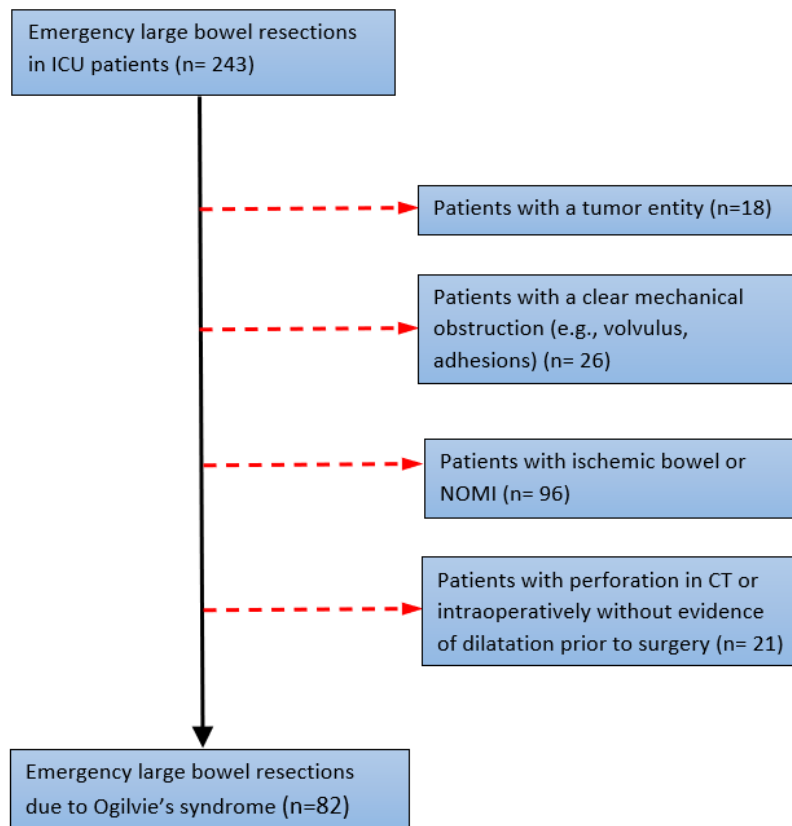 Emergency large bowel resections
in ICU patients (n= 243)
Patients with a tumor entity (n=18)
Patients with a clear mechanical
obstruction (e.g., volvulus,
adhesions) (n= 26)
Patients with ischemic bowel or
NOMI (n= 96)
Patients with perforation in CT or
intraoperatively without evidence
of dilatation prior to surgery (n= 21)
Emergency large bowel resections
due to Ogilvie’s syndrome (n=82)